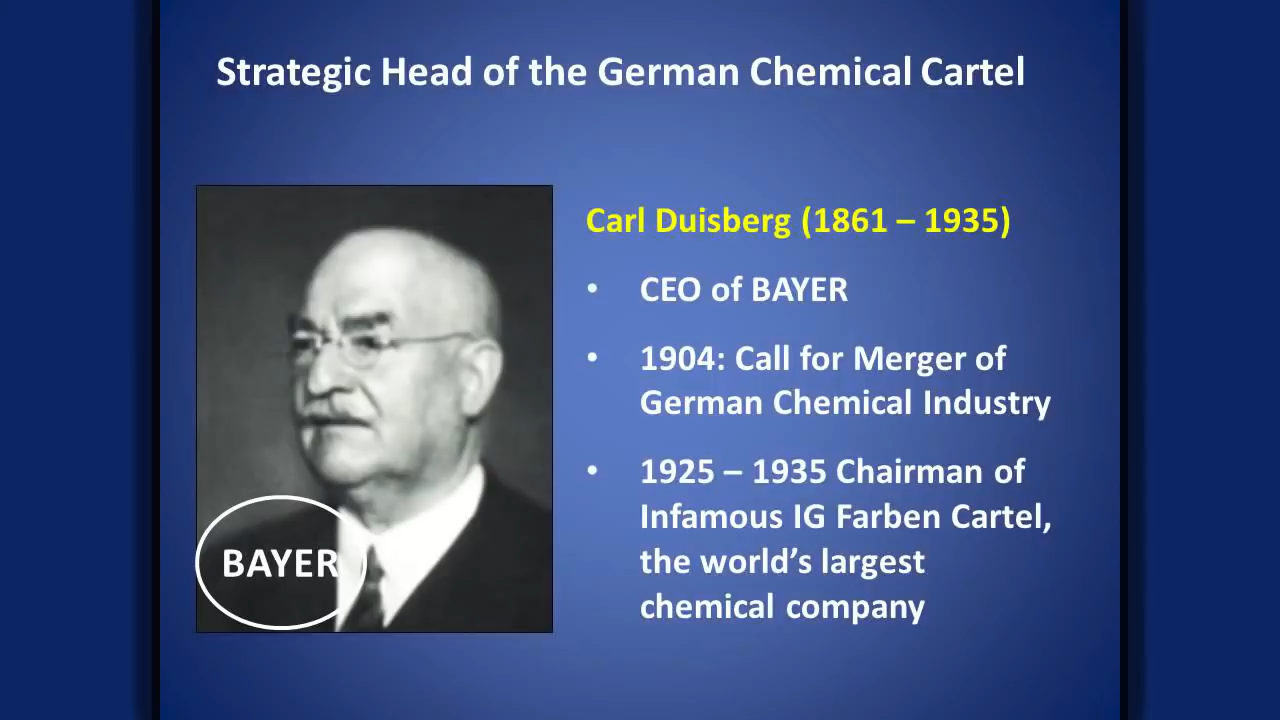 Strategic Head of the German Chemical Cartel
Carl Duisberg (1861 – 1935)
• CEO of BAYER
• 1904: Call for Merger of
German Chemical Industry
• 1925 – 1935 Chairman of
Infamous IG Farben Cartel,
the world’s largest
chemical company
BAYER